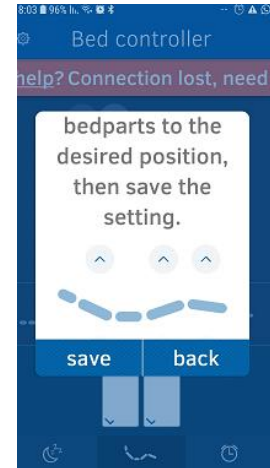 8:03 96%
Bed controller
help? Connection lost, need
bedparts to the
desired position,
then save the
setting.
save back